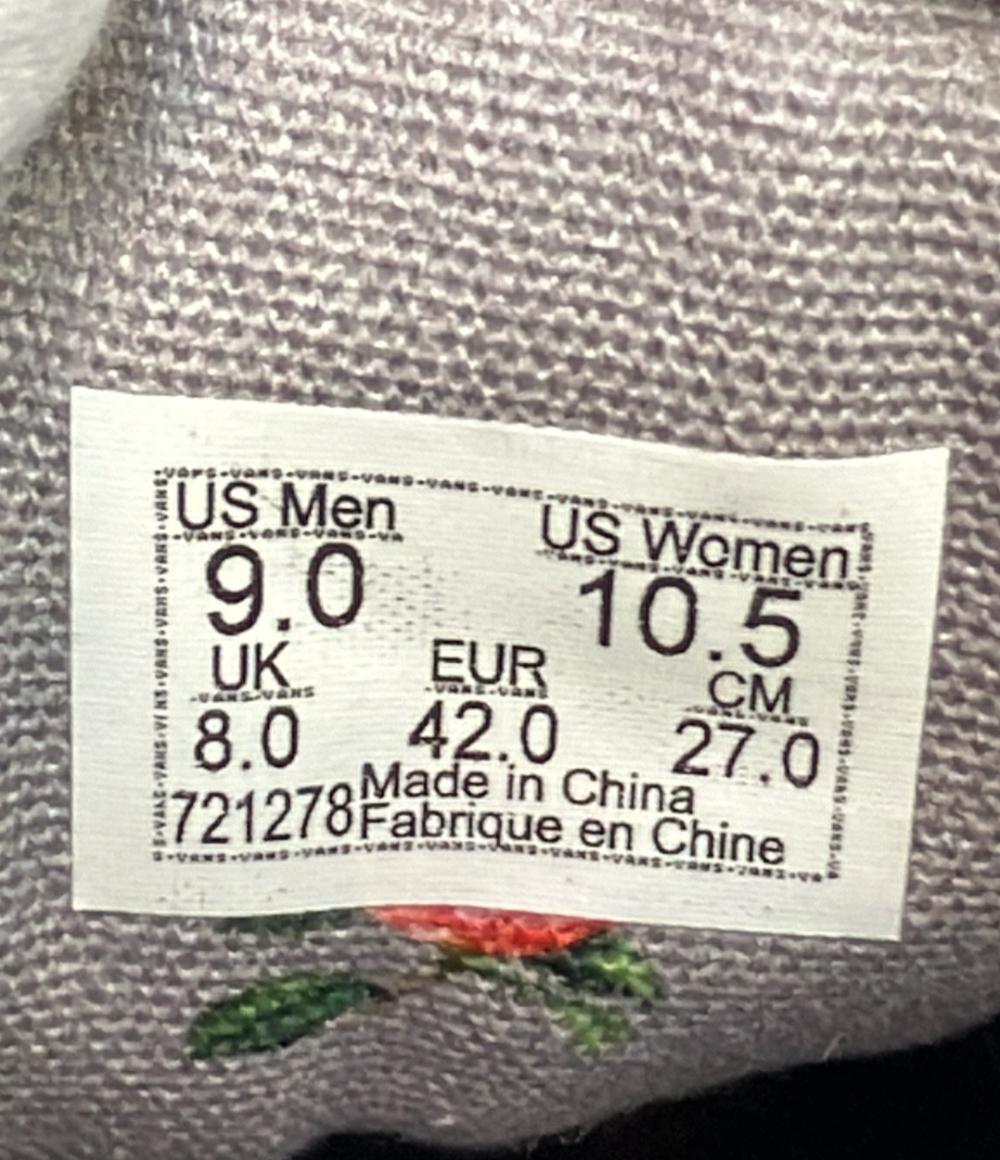 US Men US Women
9.0 10.5
UK EUR CM
8.0 42.0 27.0
721278 Made in China
Fabrique en Chine